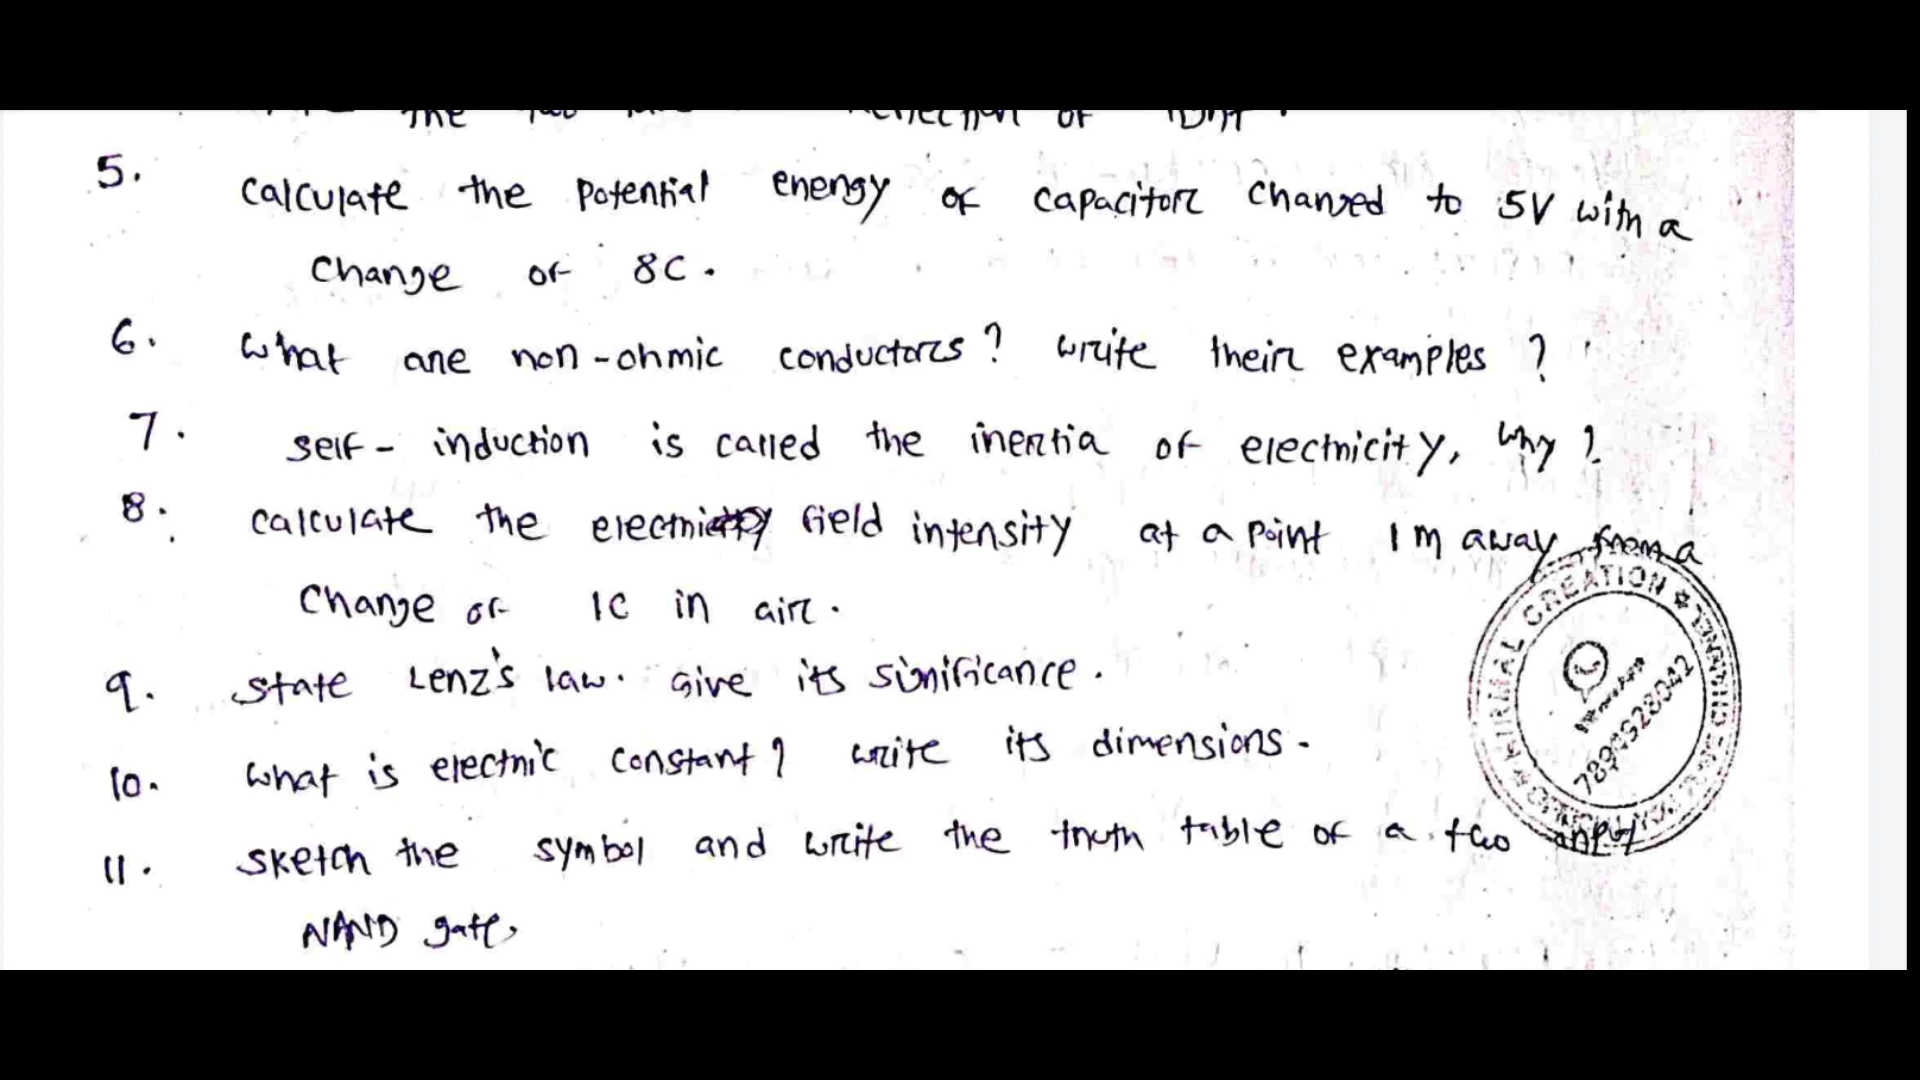 5. Calculate the potential energy of capacitor charged to 5V with a
charge of 8C.
6. What are non-ohmic conductors? write their examples?
7. Self-induction is called the inertia of electricity, why?
8. Calculate the electric field intensity at a point 1m away from a
charge of 1C in air.
9. State Lenz's law. Give its significance.
10. What is electric constant? write its dimensions.
11. Sketch the symbol and write the truth table of a two input
NAND gate,
CREATION